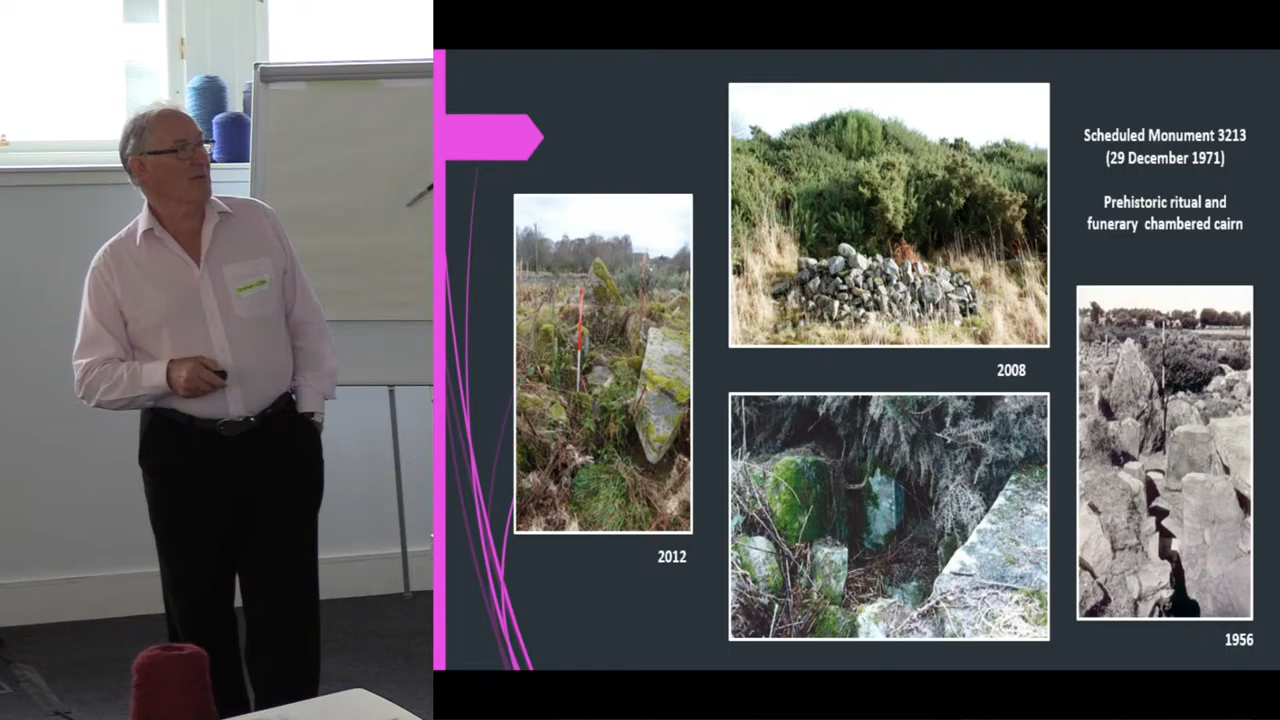 Scheduled Monument 3213
(29 December 1971)
Prehistoric ritual and
funerary chambered cairn
2008
2012
1956